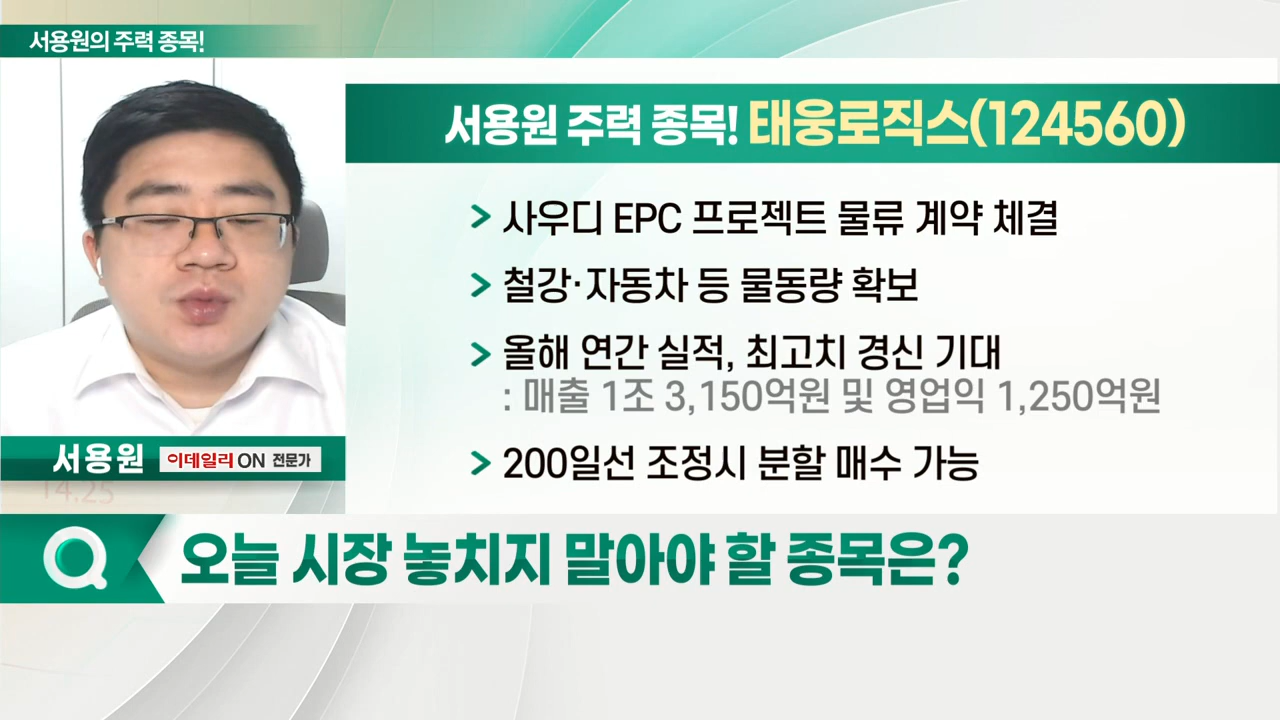 서용원의 주력 종목!
서용원 주력 종목! 태웅로직스(124560)
> 사우디 EPC 프로젝트 물류 계약 체결
> 철강·자동차 등 물동량 확보
> 올해 연간 실적, 최고치 경신 기대
: 매출 1조 3,150억원 및 영업익 1,250억원
> 200일선 조정시 분할 매수 가능
서용원 이데일리 ON 전문가
14:25
Q 오늘 시장 놓치지 말아야 할 종목은?